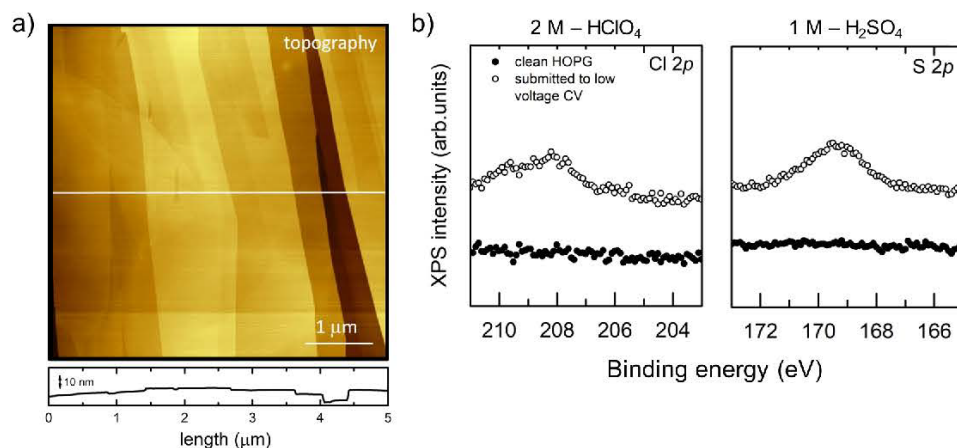 a)
topography
1 μm
10 nm
0 1 2 3 4 5
length (μm)
b)
2 M – HClO₄
clean HOPG
submitted to low
voltage CV
Cl 2p
XPS intensity (arb.units)
210 208 206 204
1 M – H₂SO₄
S 2p
172 170 168 166
Binding energy (eV)